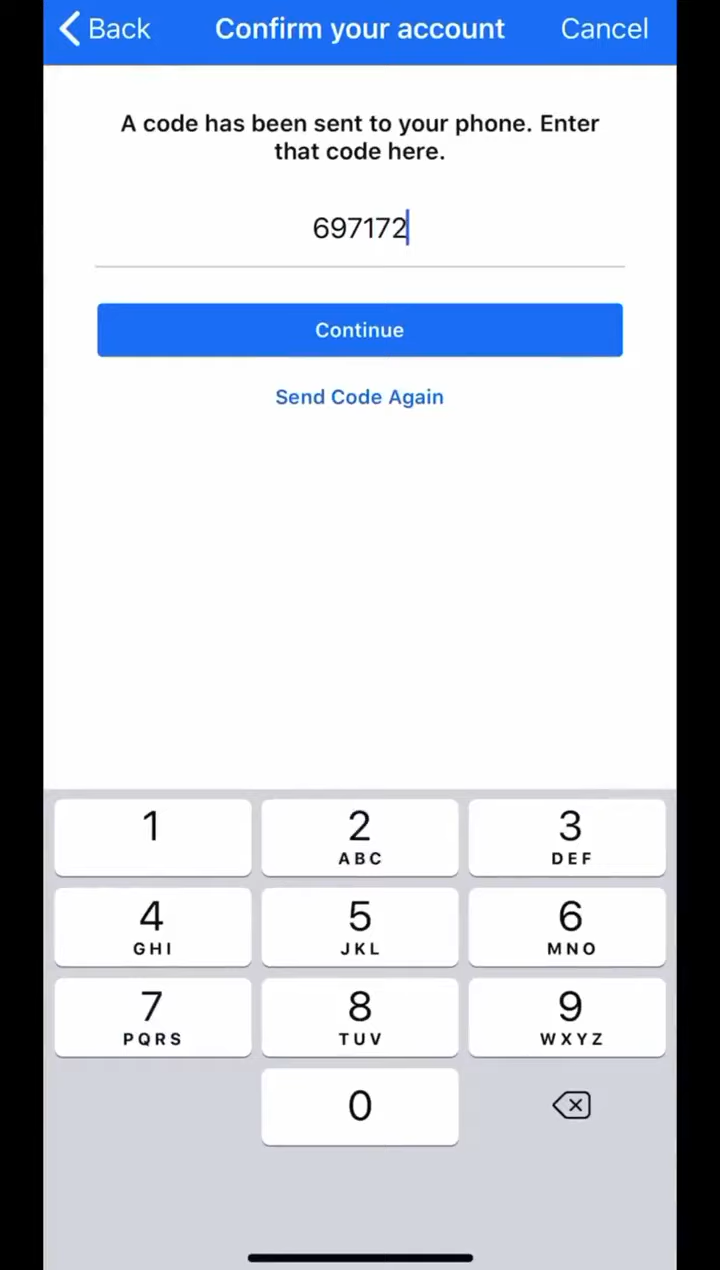 Back Confirm your account Cancel
A code has been sent to your phone. Enter
that code here.
697172
Continue
Send Code Again
1 2 3
ABC DEF
4 5 6
GHI JKL MNO
7 8 9
PQRS TUV WXYZ
0